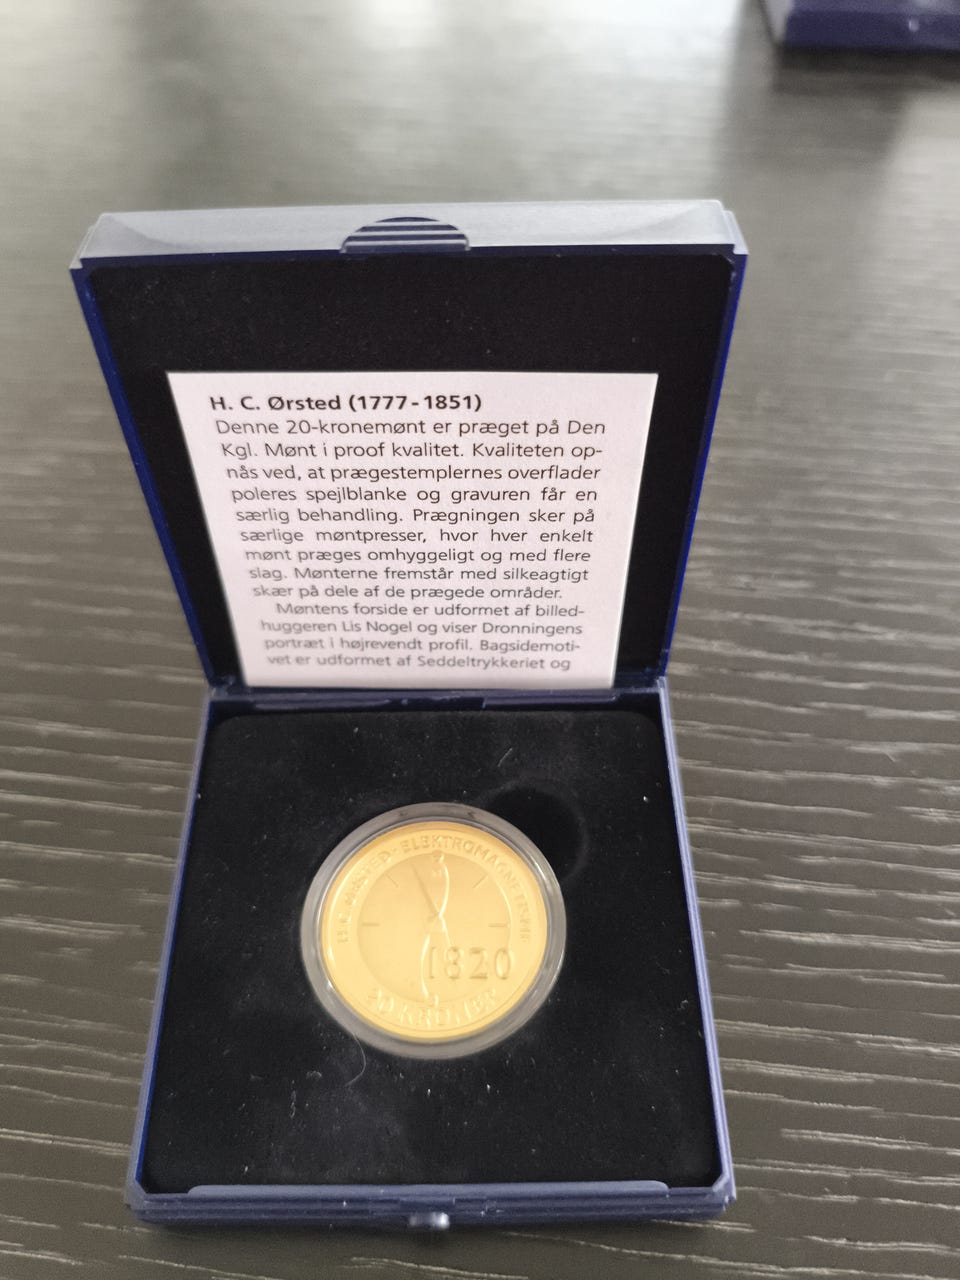 H. C. Ørsted (1777-1851)
Denne 20-kronemønt er præget på Den
Kgl. Mønt i proof kvalitet. Kvaliteten op-
nås ved, at prægestemplernes overflader
poleres spejlblanke og gravuren får en
særlig behandling. Prægningen sker på
særlige møntpresser, hvor hver enkelt
mønt præges omhyggeligt og med flere
slag. Mønterne fremstår med silkeagtigt
skær på dele af de prægede områder.
Møntens forside er udformet af billed-
huggeren Lis Nogel og viser Dronningens
portræt i højrevendt profil. Bagsidemoti-
vet er udformet af Seddeltrykkeriet og
H.C. ØRSTED · ELEKTROMAGNETISME
1820
20 KRONER